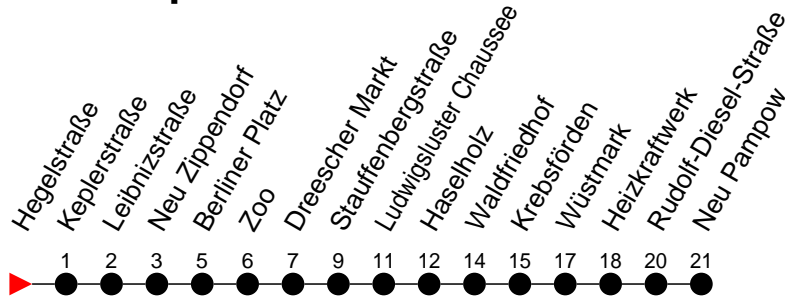 Hegelstraße
Keplerstraße
Leibnizstraße
Neu Zippendorf
Berliner Platz
Zoo
Dreescher Markt
Stauffenbergstraße
Ludwigsluster Chaussee
Haselholz
Waldfriedhof
Krebsförden
Wüstmark
Heizkraftwerk
Rudolf-Diesel-Straße
Neu Pampow
1 2 3 5 6 7 9 11 12 14 15 17 18 20 21